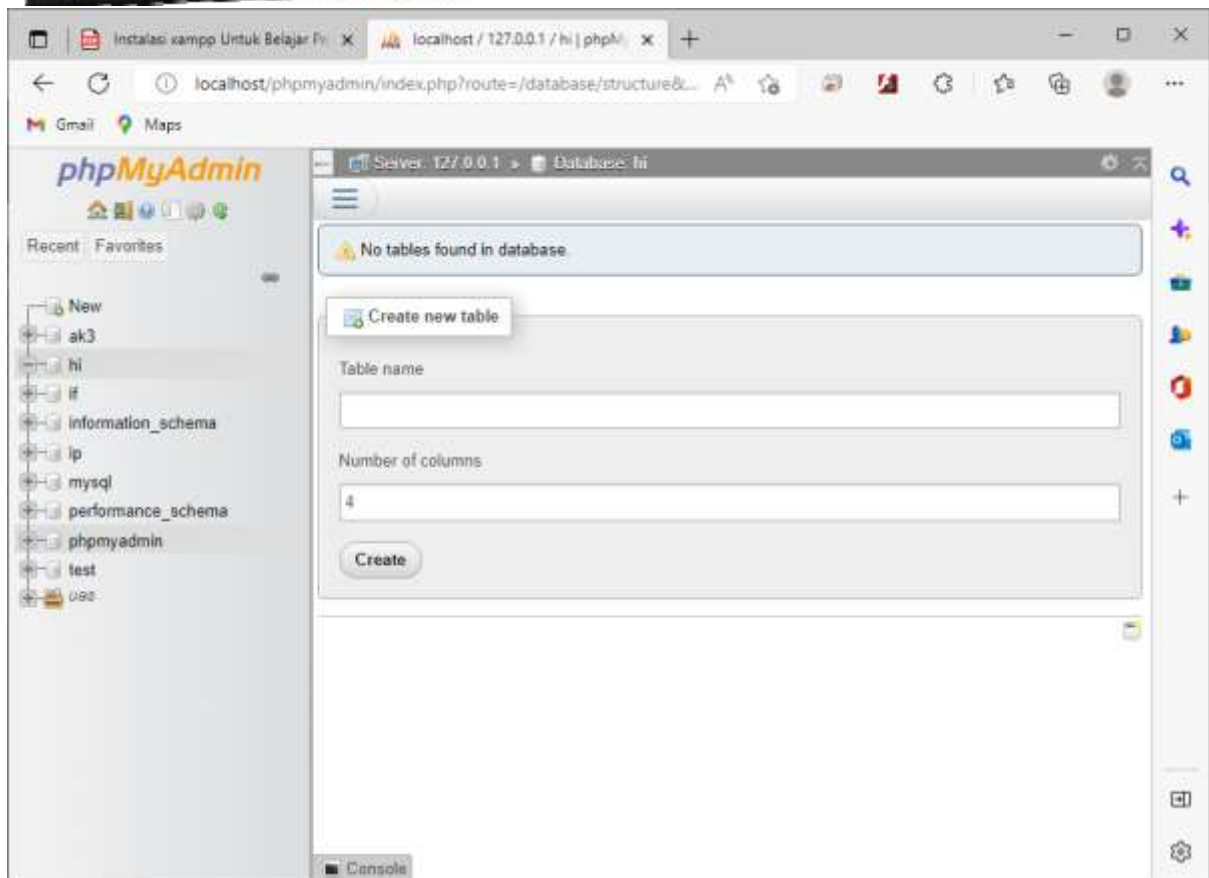 Instalasi xampp Untuk Belajar
localhost / 127.0.0.1 / hi | phpM
localhost/phpmyadmin/index.php?route=/database/structure&...
Gmail
Maps
phpMyAdmin
Recent Favorites
New
ak3
hi
if
information_schema
ip
mysql
performance_schema
phpmyadmin
test
Server: 127.0.0.1 » Database: hi
No tables found in database.
Create new table
Table name
Number of columns
4
Create
Console